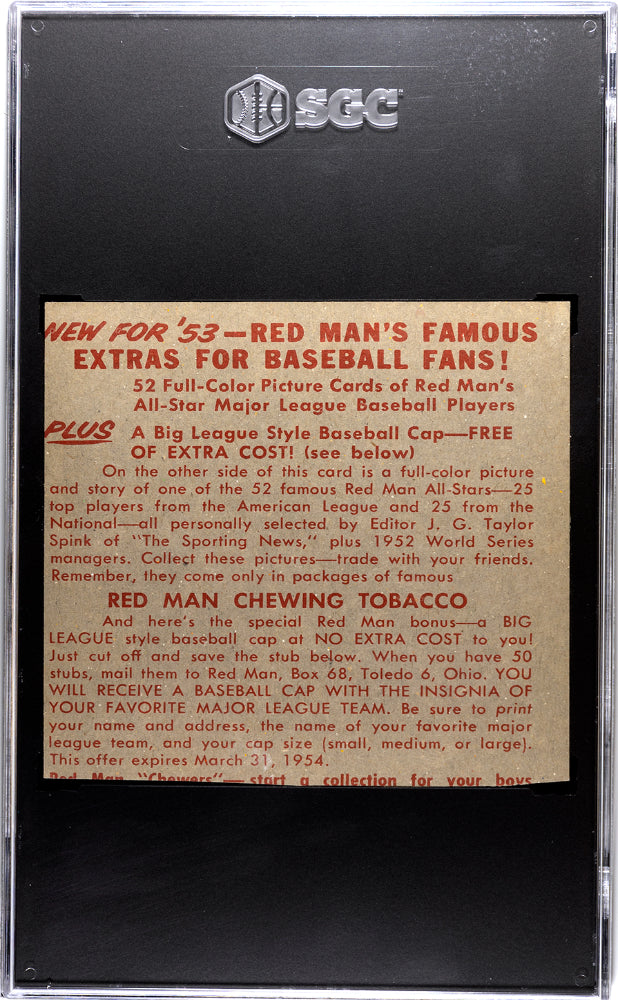 SGC
NEW FOR '53—RED MAN'S FAMOUS
EXTRAS FOR BASEBALL FANS!
52 Full-Color Picture Cards of Red Man's
All-Star Major League Baseball Players
PLUS A Big League Style Baseball Cap—FREE
OF EXTRA COST! (see below)
On the other side of this card is a full-color picture
and story of one of the 52 famous Red Man All-Stars—25
top players from the American League and 25 from the
National—all personally selected by Editor J. G. Taylor
Spink of "The Sporting News," plus 1952 World Series
managers. Collect these pictures—trade with your friends.
Remember, they come only in packages of famous
RED MAN CHEWING TOBACCO
And here's the special Red Man bonus—a BIG
LEAGUE style baseball cap at NO EXTRA COST to you!
Just cut off and save the stub below. When you have 50
stubs, mail them to Red Man, Box 68, Toledo 6, Ohio. YOU
WILL RECEIVE A BASEBALL CAP WITH THE INSIGNIA OF
YOUR FAVORITE MAJOR LEAGUE TEAM. Be sure to print
your name and address, the name of your favorite major
league team, and your cap size (small, medium, or large).
This offer expires March 31, 1954.
Red Man "Chewers"—start a collection for your boys